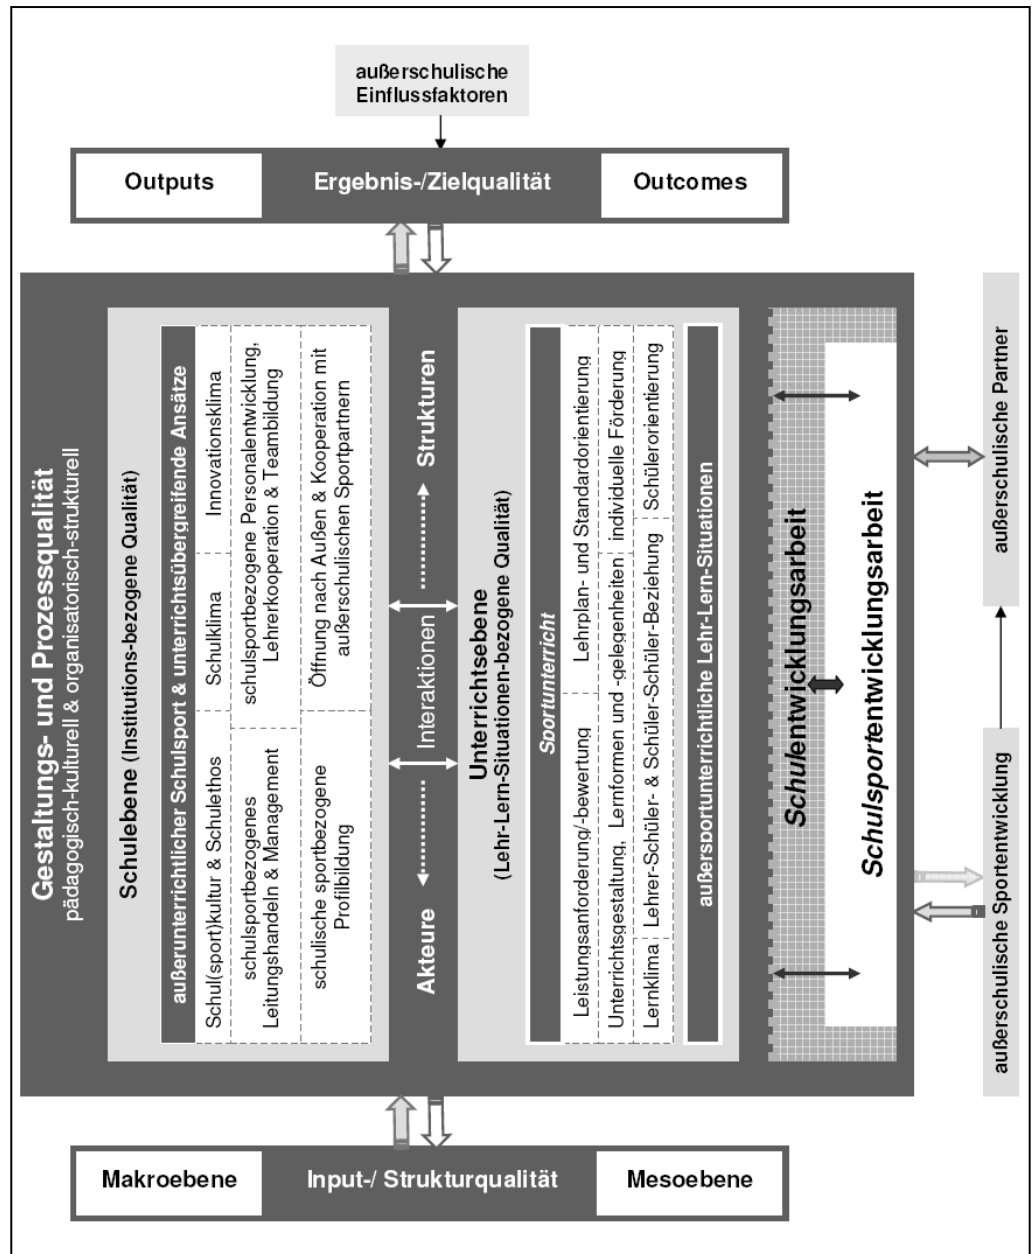 außerschulische
Einflussfaktoren
Outputs
Ergebnis-/Zielqualität
Outcomes
Gestaltungs- und Prozessqualität
pädagogisch-kulturell & organisatorisch-strukturell
Schulebene (Institutions-bezogene Qualität)
außerunterrichtlicher Schulsport & unterrichtsübergreifende Ansätze
Schul(sport)kultur & Schulethos
Schulklima
Innovationsklima
schulsportbezogenes
Leitungshandeln & Management
schulsportbezogene Personalentwicklung,
Lehrerkooperation & Teambildung
schulische sportbezogene
Profilbildung
Öffnung nach Außen & Kooperation mit
außerschulischen Sportpartnern
Akteure
Interaktionen
Strukturen
Unterrichtsebene
(Lehr-Lern-Situationen-bezogene Qualität)
Sportunterricht
Leistungsanforderung/-bewertung
Lehrplan- und Standardorientierung
Unterrichtsgestaltung, Lernformen und -gelegenheiten
individuelle Förderung
Lernklima
Lehrer-Schüler- & Schüler-Schüler-Beziehung
Schülerorientierung
außersportunterrichtliche Lehr-Lern-Situationen
Schulentwicklungsarbeit
Schulsportentwicklungsarbeit
außerschulische Partner
außerschulische Sportentwicklung
Makroebene
Input-/ Strukturqualität
Mesoebene